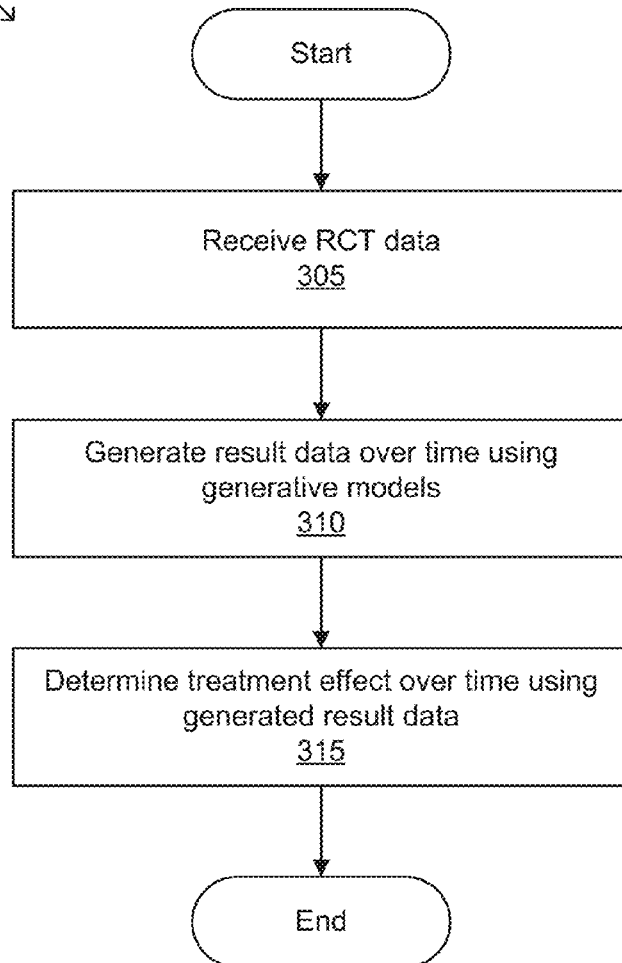 Start
Receive RCT data
305
Generate result data over time using
generative models
310
Determine treatment effect over time using
generated result data
315
End